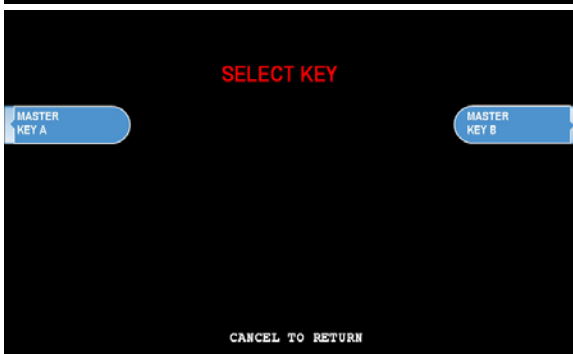 SELECT KEY
MASTER
KEY A
MASTER
KEY B
CANCEL TO RETURN